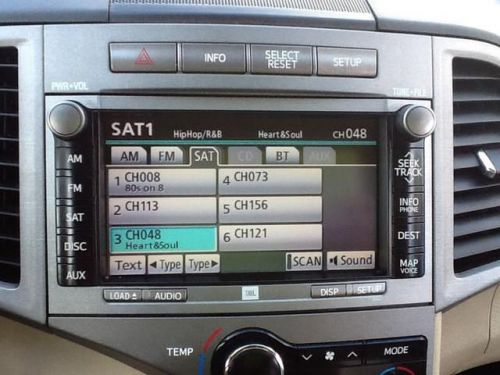 INFO
SELECT
RESET
SETUP
PWR•VOL
SAT1 HipHop/R&B Heart&Soul CH048
AM FM SAT CD BT AUX
1 CH008
80s on 8
4 CH073
2 CH113
5 CH156
3 CH048
Heart&Soul
6 CH121
Text ◄Type Type► SCAN Sound
AM
FM
SAT
DISC
AUX
SEEK
TRACK
INFO
PHONE
DEST
MAP
VOICE
LOAD AUDIO JBL DISP SETUP
TEMP
MODE